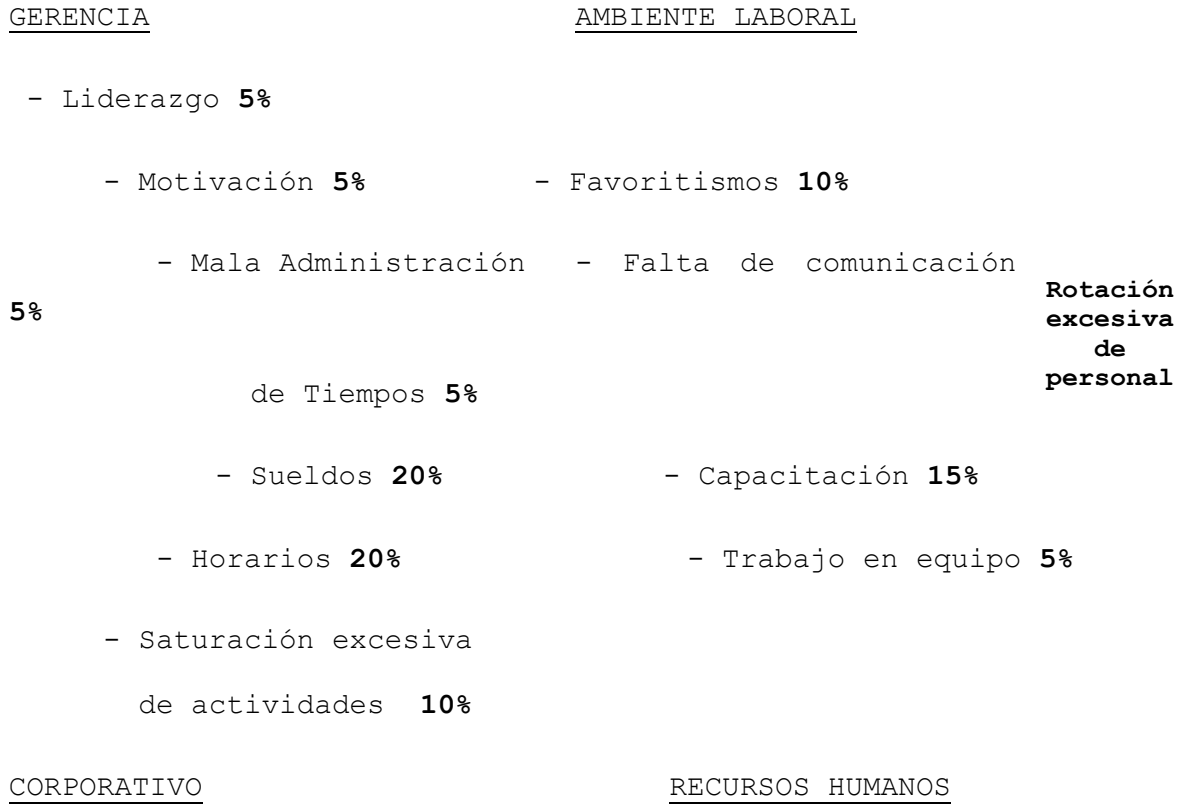 GERENCIA AMBIENTE LABORAL
- Liderazgo 5%
- Motivación 5% - Favoritismos 10%
- Mala Administración - Falta de comunicación
5%
Rotación
excesiva
de
personal
de Tiempos 5%
- Sueldos 20% - Capacitación 15%
- Horarios 20% - Trabajo en equipo 5%
- Saturación excesiva
de actividades 10%
CORPORATIVO RECURSOS HUMANOS